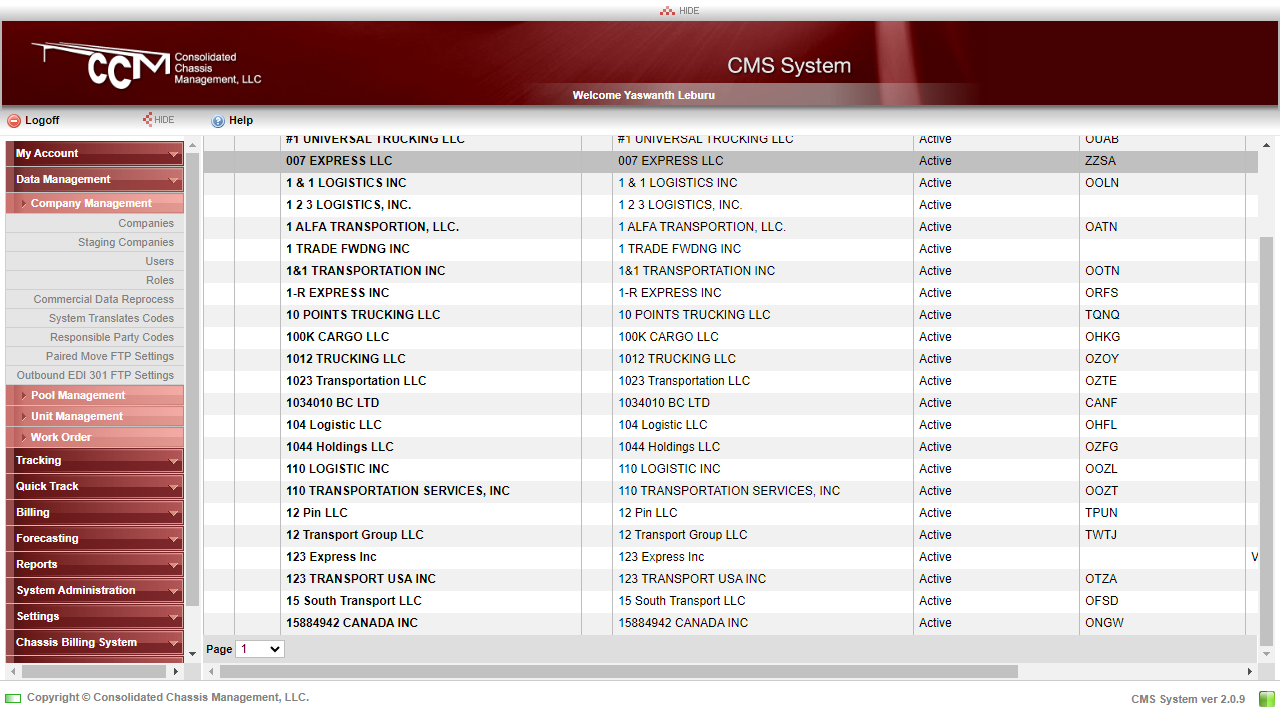 HIDE
CCM Consolidated
Chassis
Management, LLC
CMS System
Welcome Yaswanth Leburu
Logoff HIDE Help
My Account
Data Management
Company Management
Companies
Staging Companies
Users
Roles
Commercial Data Reprocess
System Translates Codes
Responsible Party Codes
Paired Move FTP Settings
Outbound EDI 301 FTP Settings
Pool Management
Unit Management
Work Order
Tracking
Quick Track
Billing
Forecasting
Reports
System Administration
Settings
Chassis Billing System
#1 UNIVERSAL TRUCKING LLC #1 UNIVERSAL TRUCKING LLC Active OUAB
007 EXPRESS LLC 007 EXPRESS LLC Active ZZSA
1 & 1 LOGISTICS INC 1 & 1 LOGISTICS INC Active OOLN
1 2 3 LOGISTICS, INC. 1 2 3 LOGISTICS, INC. Active
1 ALFA TRANSPORTION, LLC. 1 ALFA TRANSPORTION, LLC. Active OATN
1 TRADE FWDNG INC 1 TRADE FWDNG INC Active
1&1 TRANSPORTATION INC 1&1 TRANSPORTATION INC Active OOTN
1-R EXPRESS INC 1-R EXPRESS INC Active ORFS
10 POINTS TRUCKING LLC 10 POINTS TRUCKING LLC Active TQNQ
100K CARGO LLC 100K CARGO LLC Active OHKG
1012 TRUCKING LLC 1012 TRUCKING LLC Active OZOY
1023 Transportation LLC 1023 Transportation LLC Active OZTE
1034010 BC LTD 1034010 BC LTD Active CANF
104 Logistic LLC 104 Logistic LLC Active OHFL
1044 Holdings LLC 1044 Holdings LLC Active OZFG
110 LOGISTIC INC 110 LOGISTIC INC Active OOZL
110 TRANSPORTATION SERVICES, INC 110 TRANSPORTATION SERVICES, INC Active OOZT
12 Pin LLC 12 Pin LLC Active TPUN
12 Transport Group LLC 12 Transport Group LLC Active TWTJ
123 Express Inc 123 Express Inc Active
123 TRANSPORT USA INC 123 TRANSPORT USA INC Active OTZA
15 South Transport LLC 15 South Transport LLC Active OFSD
15884942 CANADA INC 15884942 CANADA INC Active ONGW
Page 1
Copyright © Consolidated Chassis Management, LLC. CMS System ver 2.0.9